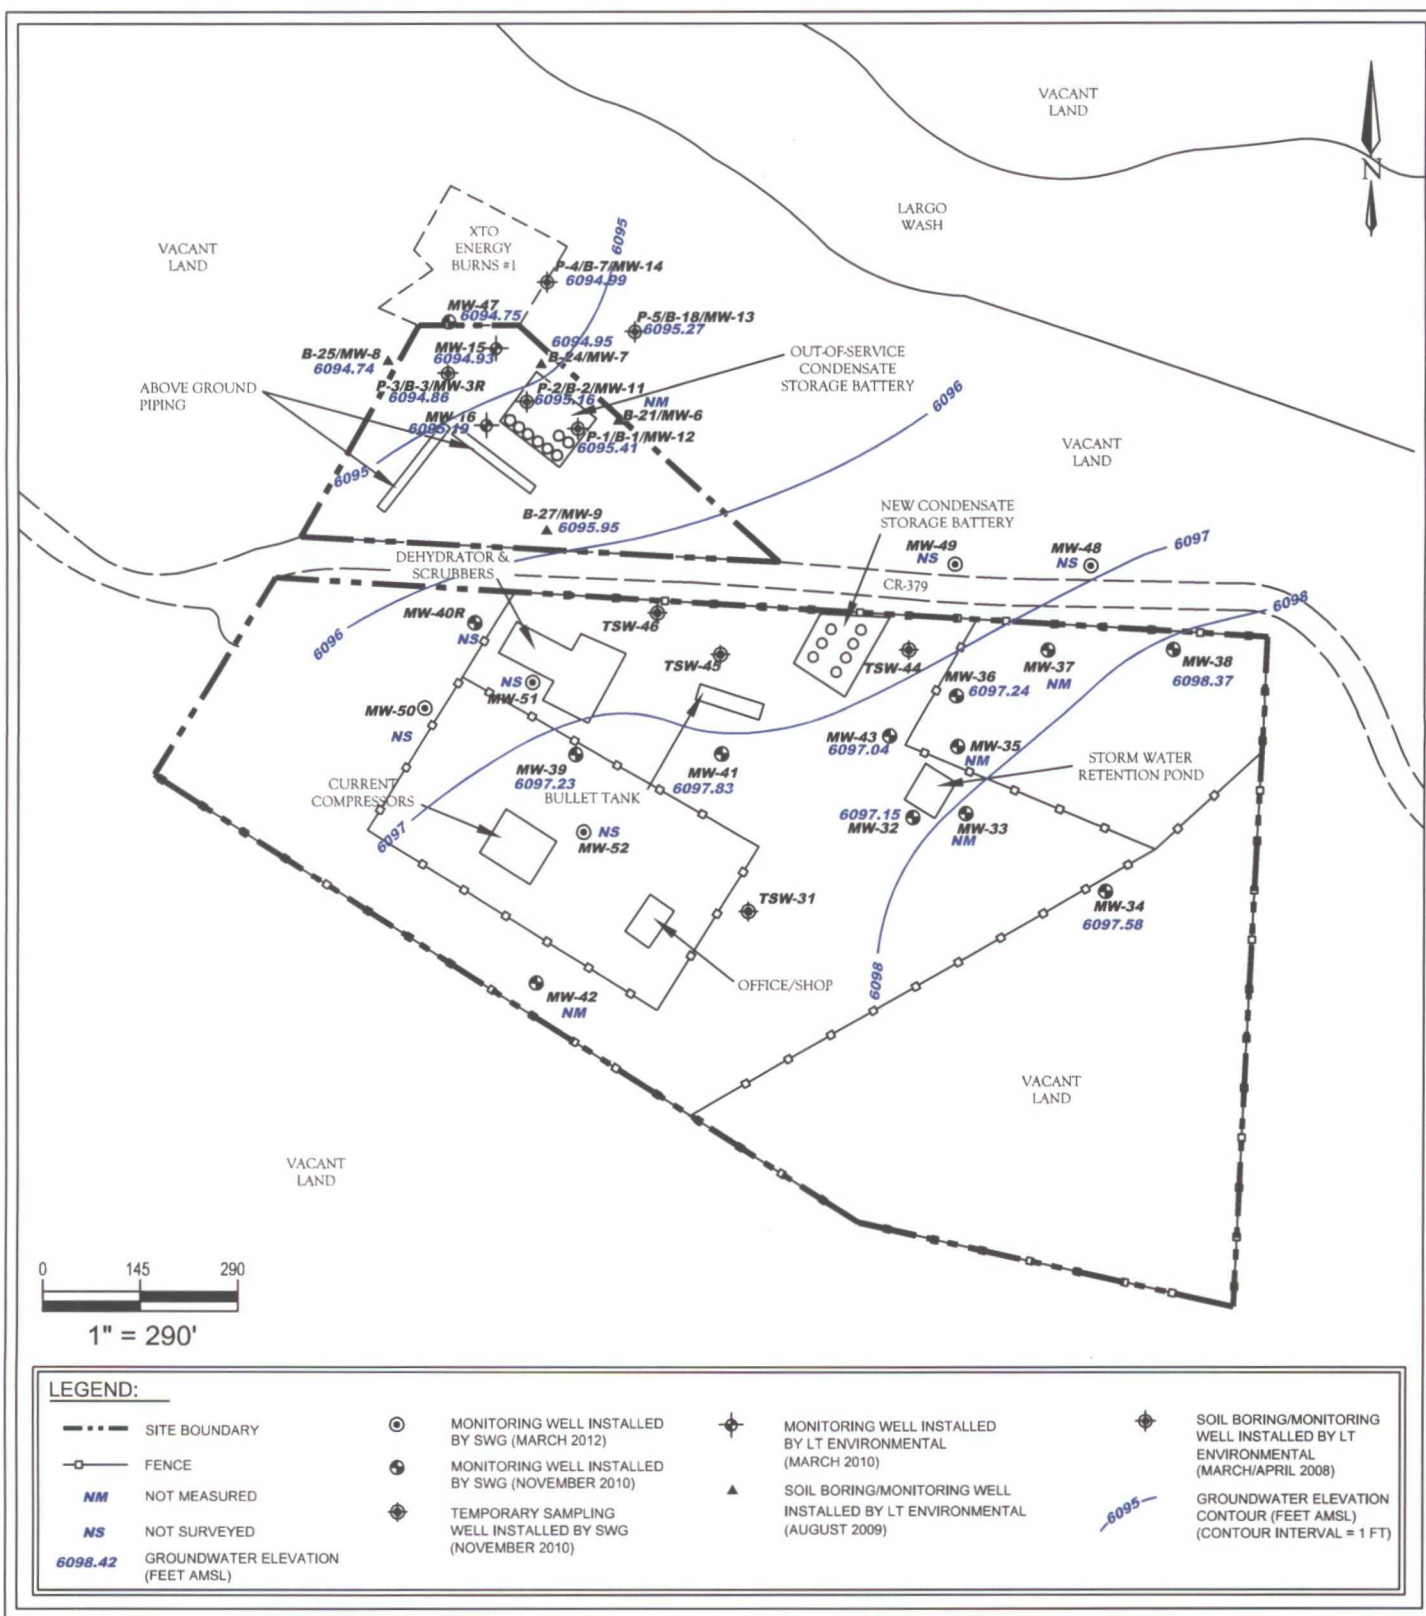 VACANT
LAND
N
LARGO
WASH
VACANT
LAND
XTO
ENERGY
BURNS #1
6095
P-4/B-7/MW-14
6094.99
MW-47
6094.75
P-5/B-18/MW-13
6095.27
MW-15
6094.93
6094.95
B-24/MW-7
B-25/MW-8
6094.74
OUT-OF-SERVICE
CONDENSATE
STORAGE BATTERY
ABOVE GROUND
PIPING
P-3/B-3/MW-3R
6094.86
P-2/B-2/MW-11
6095.16
NM
B-21/MW-6
MW-16
6095.19
P-1/B-1/MW-12
6095.41
6096
VACANT
LAND
6095
B-27/MW-9
6095.95
NEW CONDENSATE
STORAGE BATTERY
DEHYDRATOR &
SCRUBBERS
MW-49
NS
MW-48
NS
6097
CR-379
6098
MW-40R
NS
6096
TSW-46
TSW-45
TSW-44
MW-37
NM
MW-38
6098.37
MW-36
6097.24
NS
MW-51
MW-50
NS
MW-43
6097.04
MW-35
NM
STORM WATER
RETENTION POND
MW-39
6097.23
MW-41
6097.83
CURRENT
COMPRESSORS
BULLET TANK
6097.15
MW-32
MW-33
NM
6097
NS
MW-52
TSW-31
MW-34
6097.58
6098
OFFICE/SHOP
MW-42
NM
VACANT
LAND
VACANT
LAND
0 145 290
1" = 290'
LEGEND:
SITE BOUNDARY
FENCE
NM NOT MEASURED
NS NOT SURVEYED
6098.42 GROUNDWATER ELEVATION
(FEET AMSL)
MONITORING WELL INSTALLED
BY SWG (MARCH 2012)
MONITORING WELL INSTALLED
BY SWG (NOVEMBER 2010)
TEMPORARY SAMPLING
WELL INSTALLED BY SWG
(NOVEMBER 2010)
MONITORING WELL INSTALLED
BY LT ENVIRONMENTAL
(MARCH 2010)
SOIL BORING/MONITORING WELL
INSTALLED BY LT ENVIRONMENTAL
(AUGUST 2009)
SOIL BORING/MONITORING
WELL INSTALLED BY LT
ENVIRONMENTAL
(MARCH/APRIL 2008)
6095
GROUNDWATER ELEVATION
CONTOUR (FEET AMSL)
(CONTOUR INTERVAL = 1 FT)